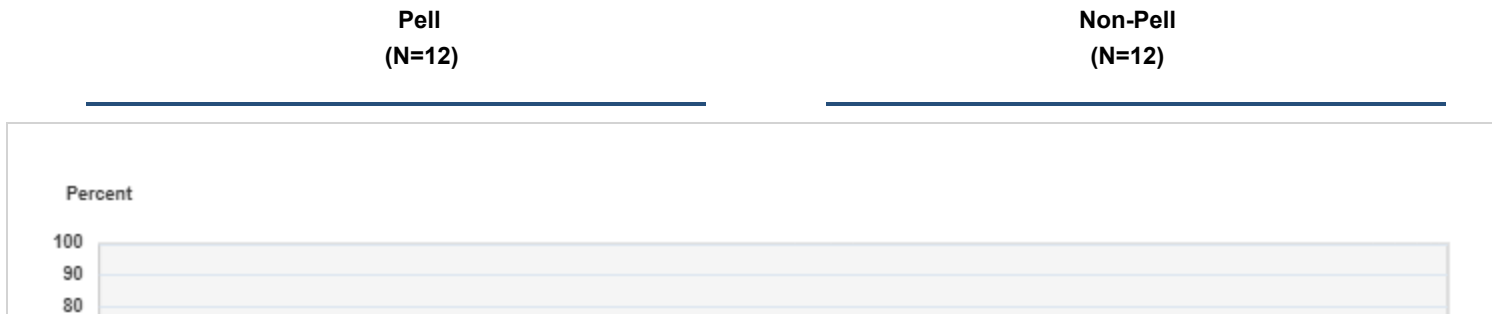 Pell
(N=12)
Non-Pell
(N=12)
Percent
100
90
80